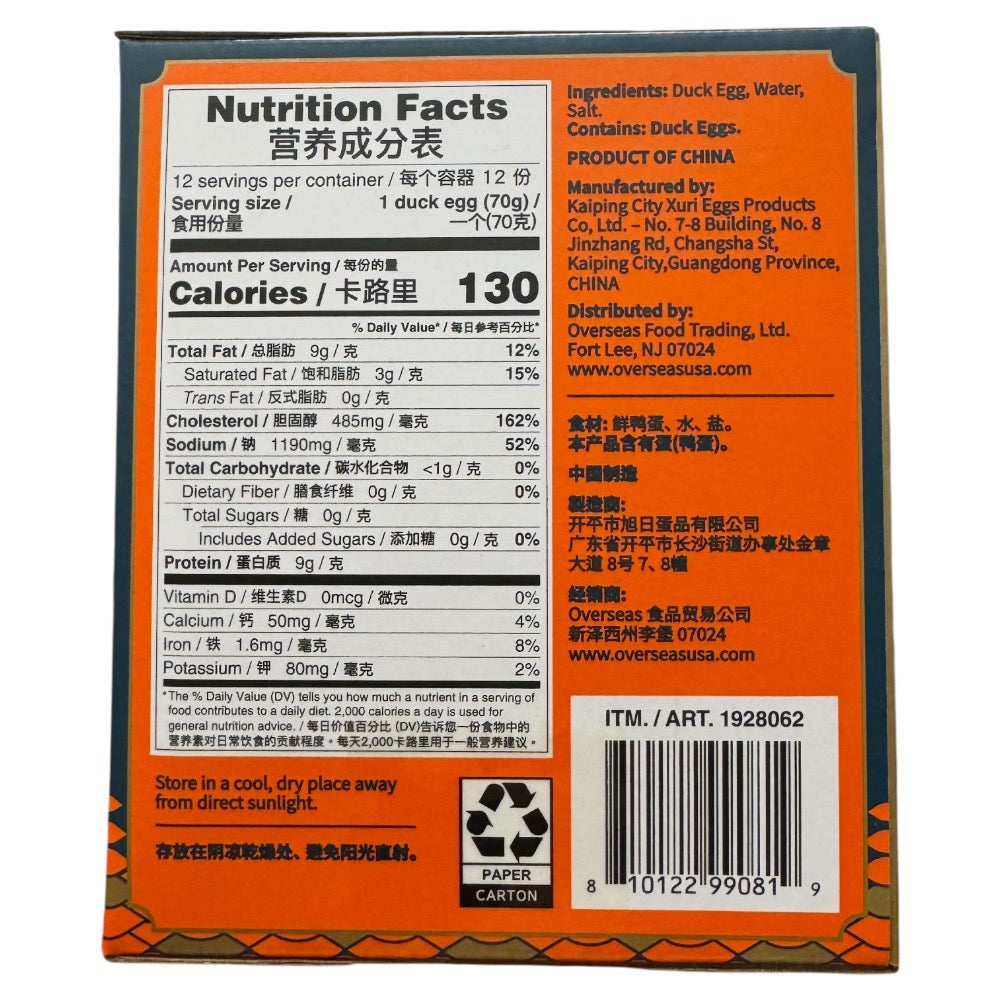 Nutrition Facts
营养成分表
12 servings per container / 每个容器 12 份
Serving size / 1 duck egg (70g) /
食用份量 一个(70克)
Amount Per Serving / 每份的量
Calories / 卡路里 130
% Daily Value* / 每日参考百分比*
Total Fat / 总脂肪 9g / 克 12%
Saturated Fat / 饱和脂肪 3g / 克 15%
Trans Fat / 反式脂肪 0g / 克
Cholesterol / 胆固醇 485mg / 毫克 162%
Sodium / 钠 1190mg / 毫克 52%
Total Carbohydrate / 碳水化合物 <1g / 克 0%
Dietary Fiber / 膳食纤维 0g / 克 0%
Total Sugars / 糖 0g / 克
Includes Added Sugars / 添加糖 0g / 克 0%
Protein / 蛋白质 9g / 克
Vitamin D / 维生素D 0mcg / 微克 0%
Calcium / 钙 50mg / 毫克 4%
Iron / 铁 1.6mg / 毫克 8%
Potassium / 钾 80mg / 毫克 2%
*The % Daily Value (DV) tells you how much a nutrient in a serving of
food contributes to a daily diet. 2,000 calories a day is used for
general nutrition advice. / 每日价值百分比 (DV)告诉您一份食物中的
营养素对日常饮食的贡献程度。每天2,000卡路里用于一般营养建议。
Store in a cool, dry place away
from direct sunlight.
存放在阴凉乾燥处、避免阳光直射。
PAPER
CARTON
Ingredients: Duck Egg, Water,
Salt.
Contains: Duck Eggs.
PRODUCT OF CHINA
Manufactured by:
Kaiping City Xuri Eggs Products
Co, Ltd. – No. 7-8 Building, No. 8
Jinzhang Rd, Changsha St,
Kaiping City,Guangdong Province,
CHINA
Distributed by:
Overseas Food Trading, Ltd.
Fort Lee, NJ 07024
www.overseasusa.com
食材: 鲜鸭蛋、水、盐。
本产品含有蛋(鸭蛋)。
中国制造
製造商:
开平市旭日蛋品有限公司
广东省开平市长沙街道办事处金章
大道 8号 7、8幢
经销商:
Overseas 食品贸易公司
新泽西州李堡 07024
www.overseasusa.com
ITM. / ART. 1928062
8 10122 99081 9